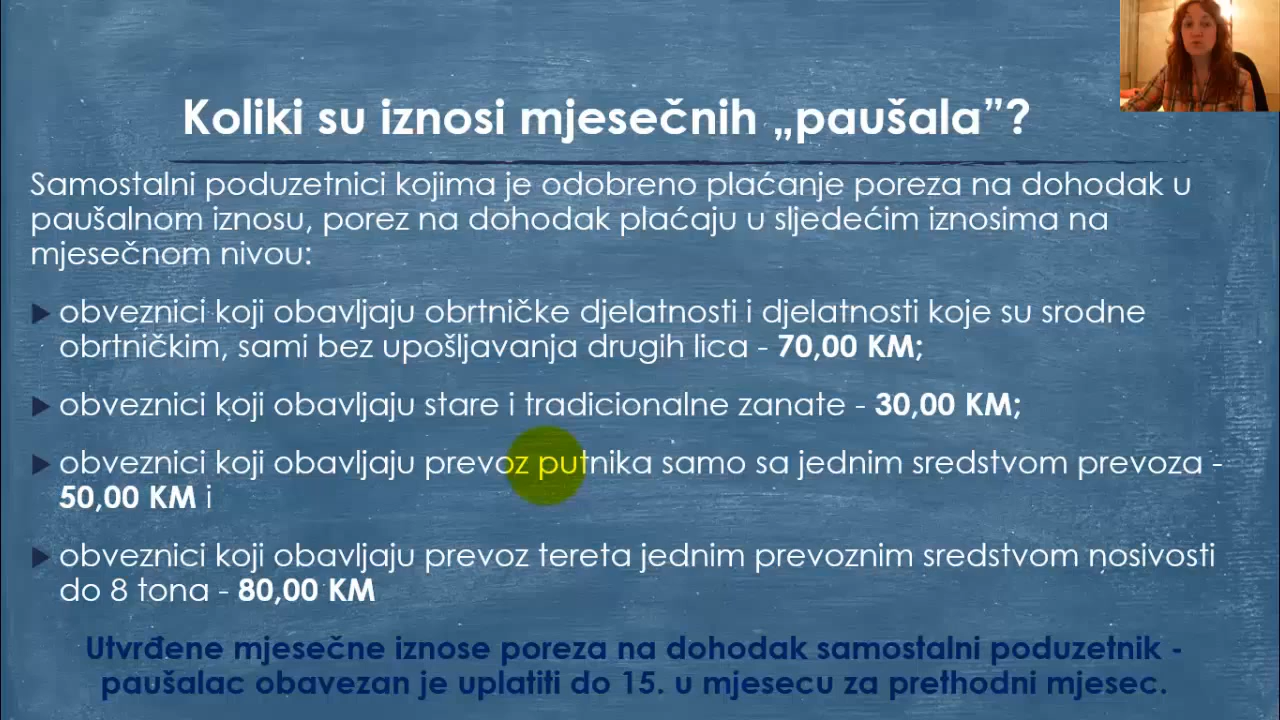 Koliki su iznosi mjesečnih „paušala”?
Samostalni poduzetnici kojima je odobreno plaćanje poreza na dohodak u
paušalnom iznosu, porez na dohodak plaćaju u sljedećim iznosima na
mjesečnom nivou:
obveznici koji obavljaju obrtničke djelatnosti i djelatnosti koje su srodne
obrtničkim, sami bez upošljavanja drugih lica - 70,00 KM;
obveznici koji obavljaju stare i tradicionalne zanate - 30,00 KM;
obveznici koji obavljaju prevoz putnika samo sa jednim sredstvom prevoza -
50,00 KM i
obveznici koji obavljaju prevoz tereta jednim prevoznim sredstvom nosivosti
do 8 tona - 80,00 KM
Utvrđene mjesečne iznose poreza na dohodak samostalni poduzetnik -
paušalac obavezan je uplatiti do 15. u mjesecu za prethodni mjesec.